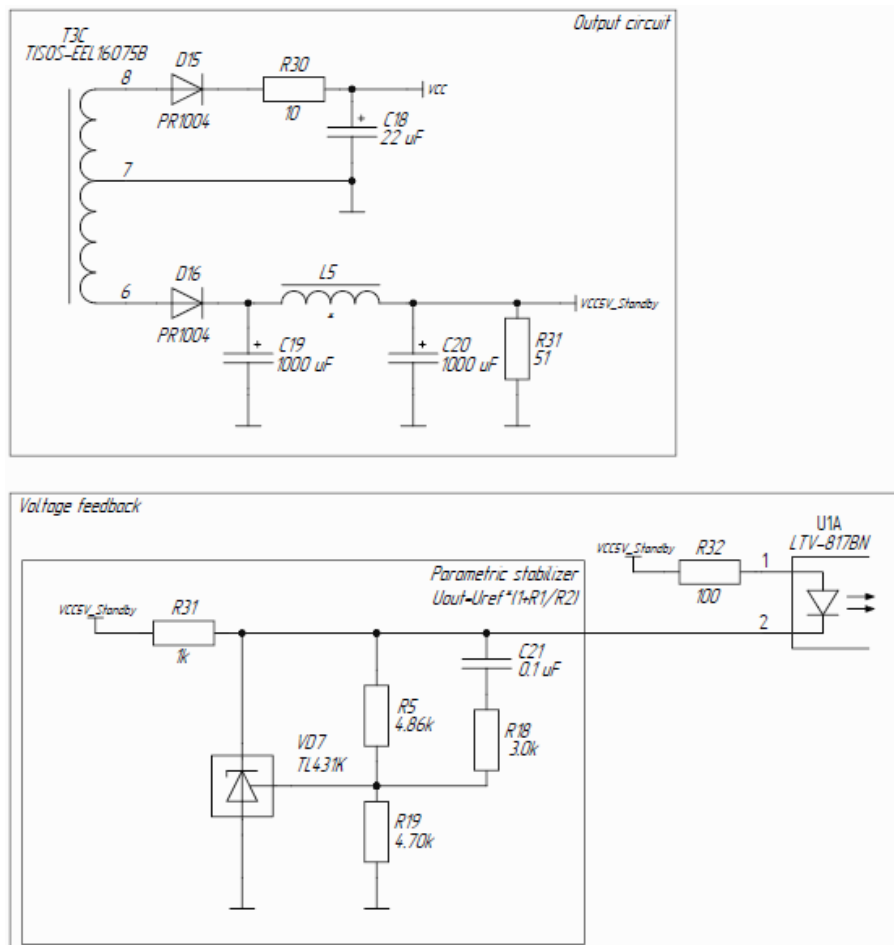 Output circuit
T3C
TISOS-EEL16075B
8
D15
PR1004
R30
10
VCC
+
C18
22 uF
7
6
D16
PR1004
L5
*
VCC5V_Standby
+
C19
1000 uF
+
C20
1000 uF
R31
51
Voltage feedback
Parametric stabilizer
Uout=Uref*(1+R1/R2)
VCC5V_Standby
R31
1k
VD7
TL431K
R5
4.86k
C21
0.1 uF
R18
3.0k
R19
4.70k
VCC5V_Standby
R32
100
1
2
U1A
LTV-817BN